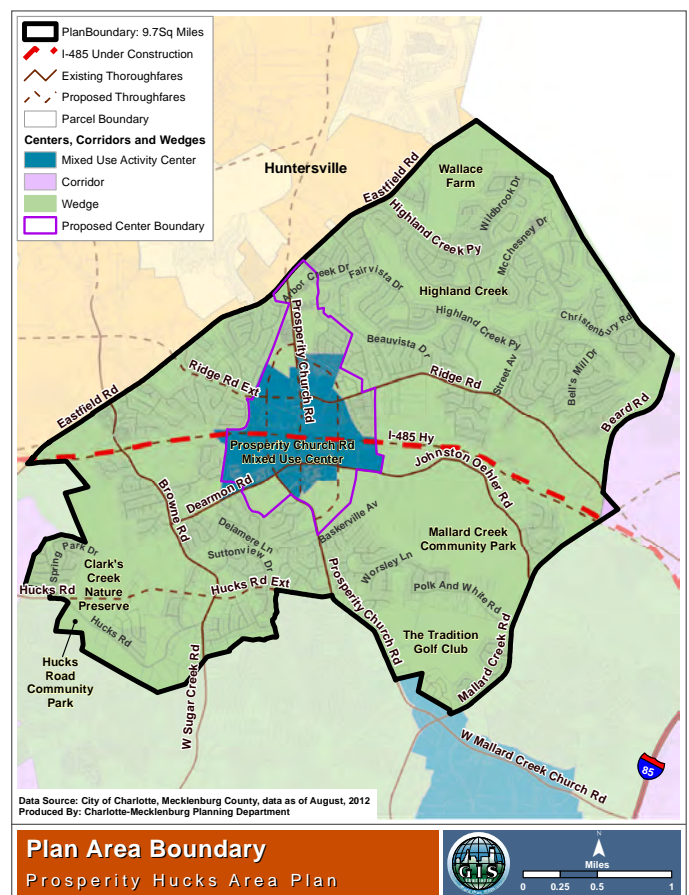 PlanBoundary: 9.7Sq Miles
I-485 Under Construction
Existing Thoroughfares
Proposed Throughfares
Parcel Boundary
Centers, Corridors and Wedges
Mixed Use Activity Center
Corridor
Wedge
Proposed Center Boundary
Huntersville
Eastfield Rd
Wallace
Farm
Highland Creek Py
Wildbrook Dr
McChesney Dr
Arbor Creek Dr
Fairvista Dr
Highland Creek
Prosperity Church Rd
Highland Creek Py
Christenbury Rd
Beauvista Dr
Street Av
Bell's Mill Dr
Ridge Rd Ext
Ridge Rd
Eastfield Rd
Beard Rd
I-485 Hy
Prosperity Church Rd
Mixed Use Center
Johnston Oehler Rd
Dearmon Rd
Browne Rd
Baskerville Av
Delamere Ln
Suttonview Dr
Mallard Creek
Community Park
Park Dr
Spring
Clark's
Creek
Nature
Preserve
Worsley Ln
Polk And White Rd
Hucks Rd
Hucks Rd Ext
Hucks Rd
Prosperity Church Rd
The Tradition
Golf Club
Mallard Creek Rd
Hucks
Road
Community
Park
W Sugar Creek Rd
W Mallard Creek Church Rd
85
Data Source: City of Charlotte, Mecklenburg County, data as of August, 2012
Produced By: Charlotte-Mecklenburg Planning Department
Plan Area Boundary
Prosperity Hucks Area Plan
GIS
N
Miles
0 0.25 0.5 1